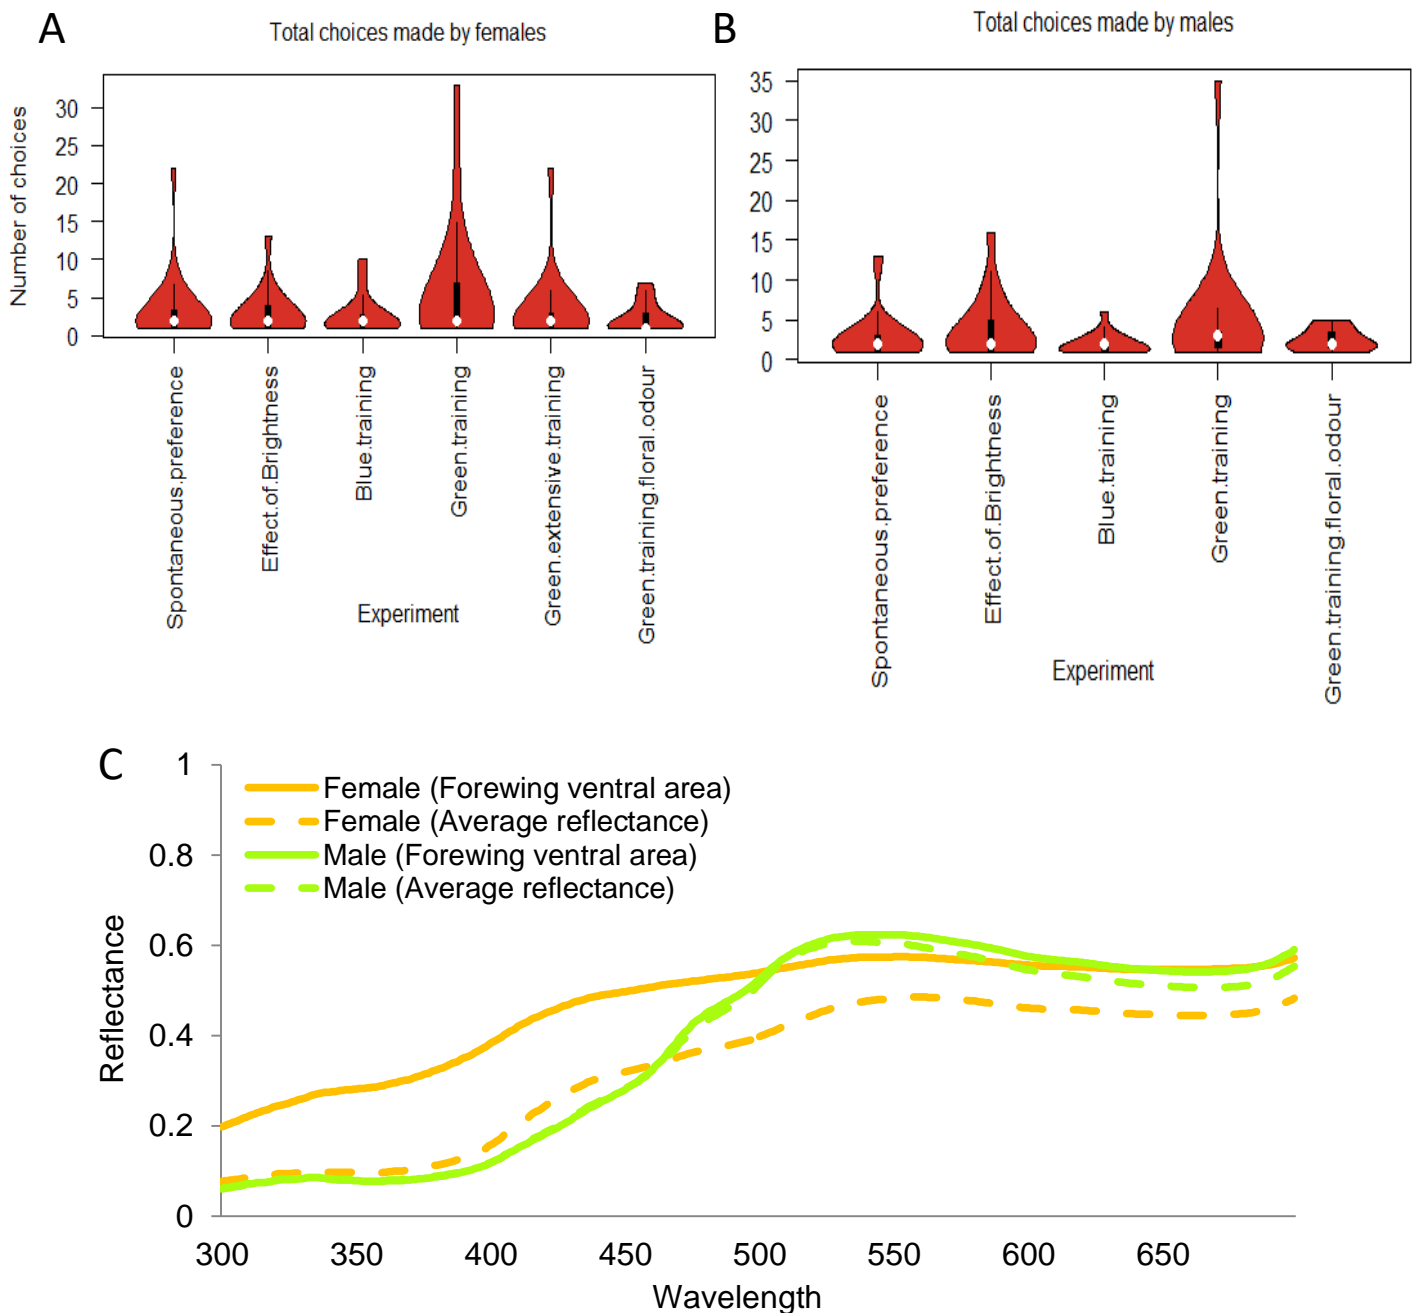 A
Total choices made by females
Number of choices
30
25
20
15
10
5
0
Spontaneous.preference
Effect.of.Brightness
Blue.training
Green.training
Green.extensive.training
Green.training.floral.odour
Experiment
B
Total choices made by males
35
30
25
20
15
10
5
0
Spontaneous.preference
Effect.of.Brightness
Blue.training
Green.training
Green.training.floral.odour
Experiment
C
Female (Forewing ventral area)
Female (Average reflectance)
Male (Forewing ventral area)
Male (Average reflectance)
Reflectance
1
0.8
0.6
0.4
0.2
0
300 350 400 450 500 550 600 650
Wavelength